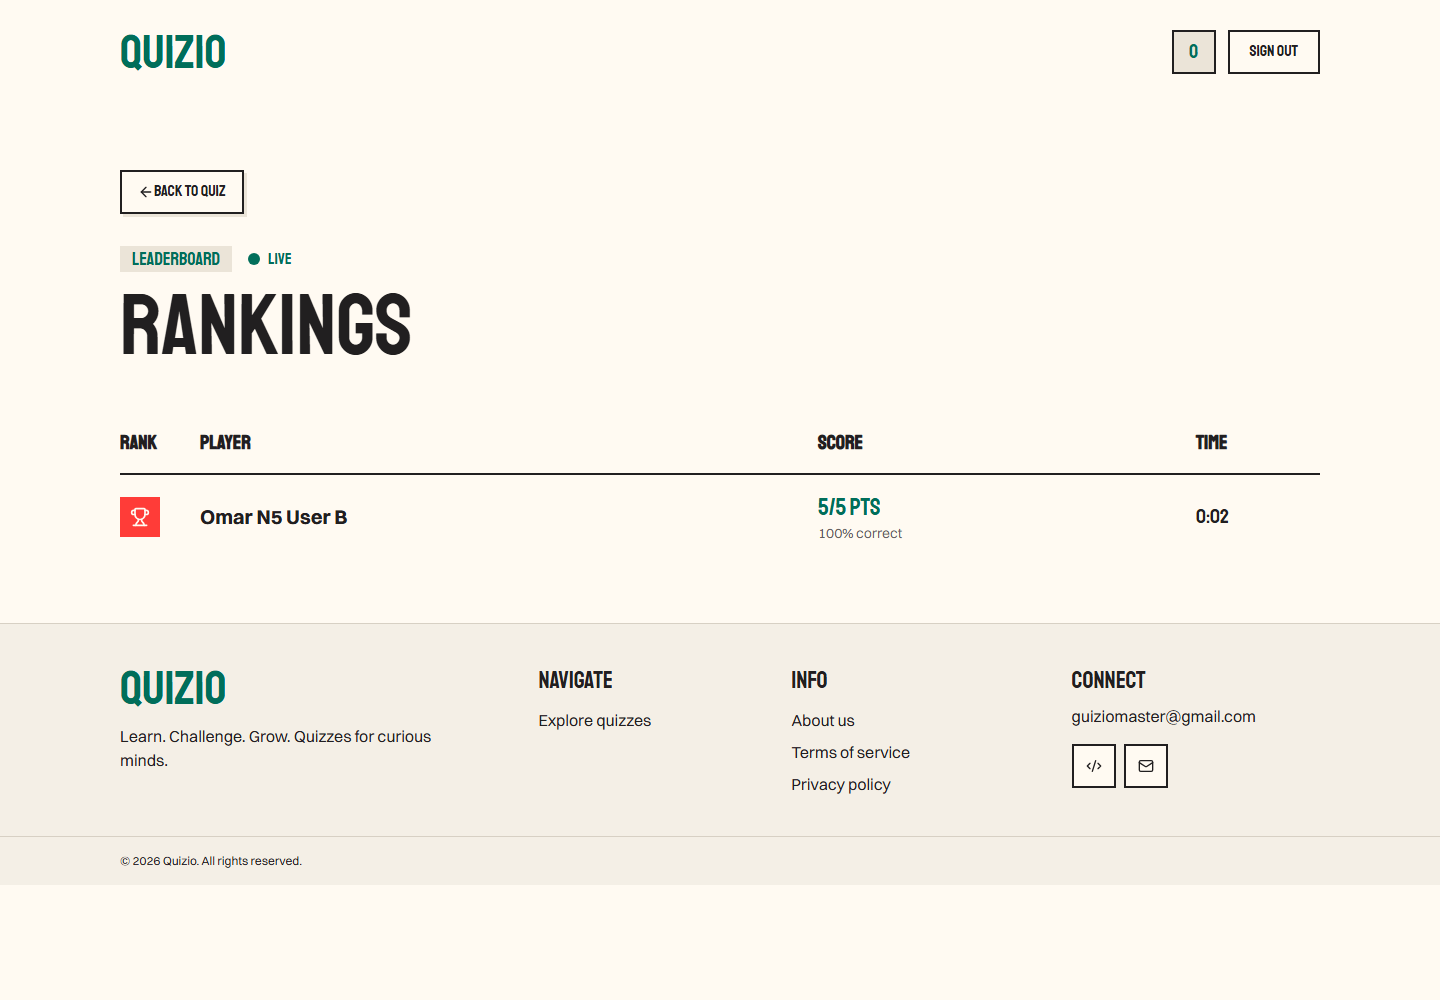 QUIZIO
O
SIGN OUT
BACK TO QUIZ
LEADERBOARD
LIVE
RANKINGS
RANK
PLAYER
SCORE
TIME
Omar N5 User B
5/5 PTS
100% correct
0:02
QUIZIO
Learn. Challenge. Grow. Quizzes for curious
minds.
NAVIGATE
Explore quizzes
INFO
About us
Terms of service
Privacy policy
CONNECT
guiziomaster@gmail.com
© 2026 Quizio. All rights reserved.